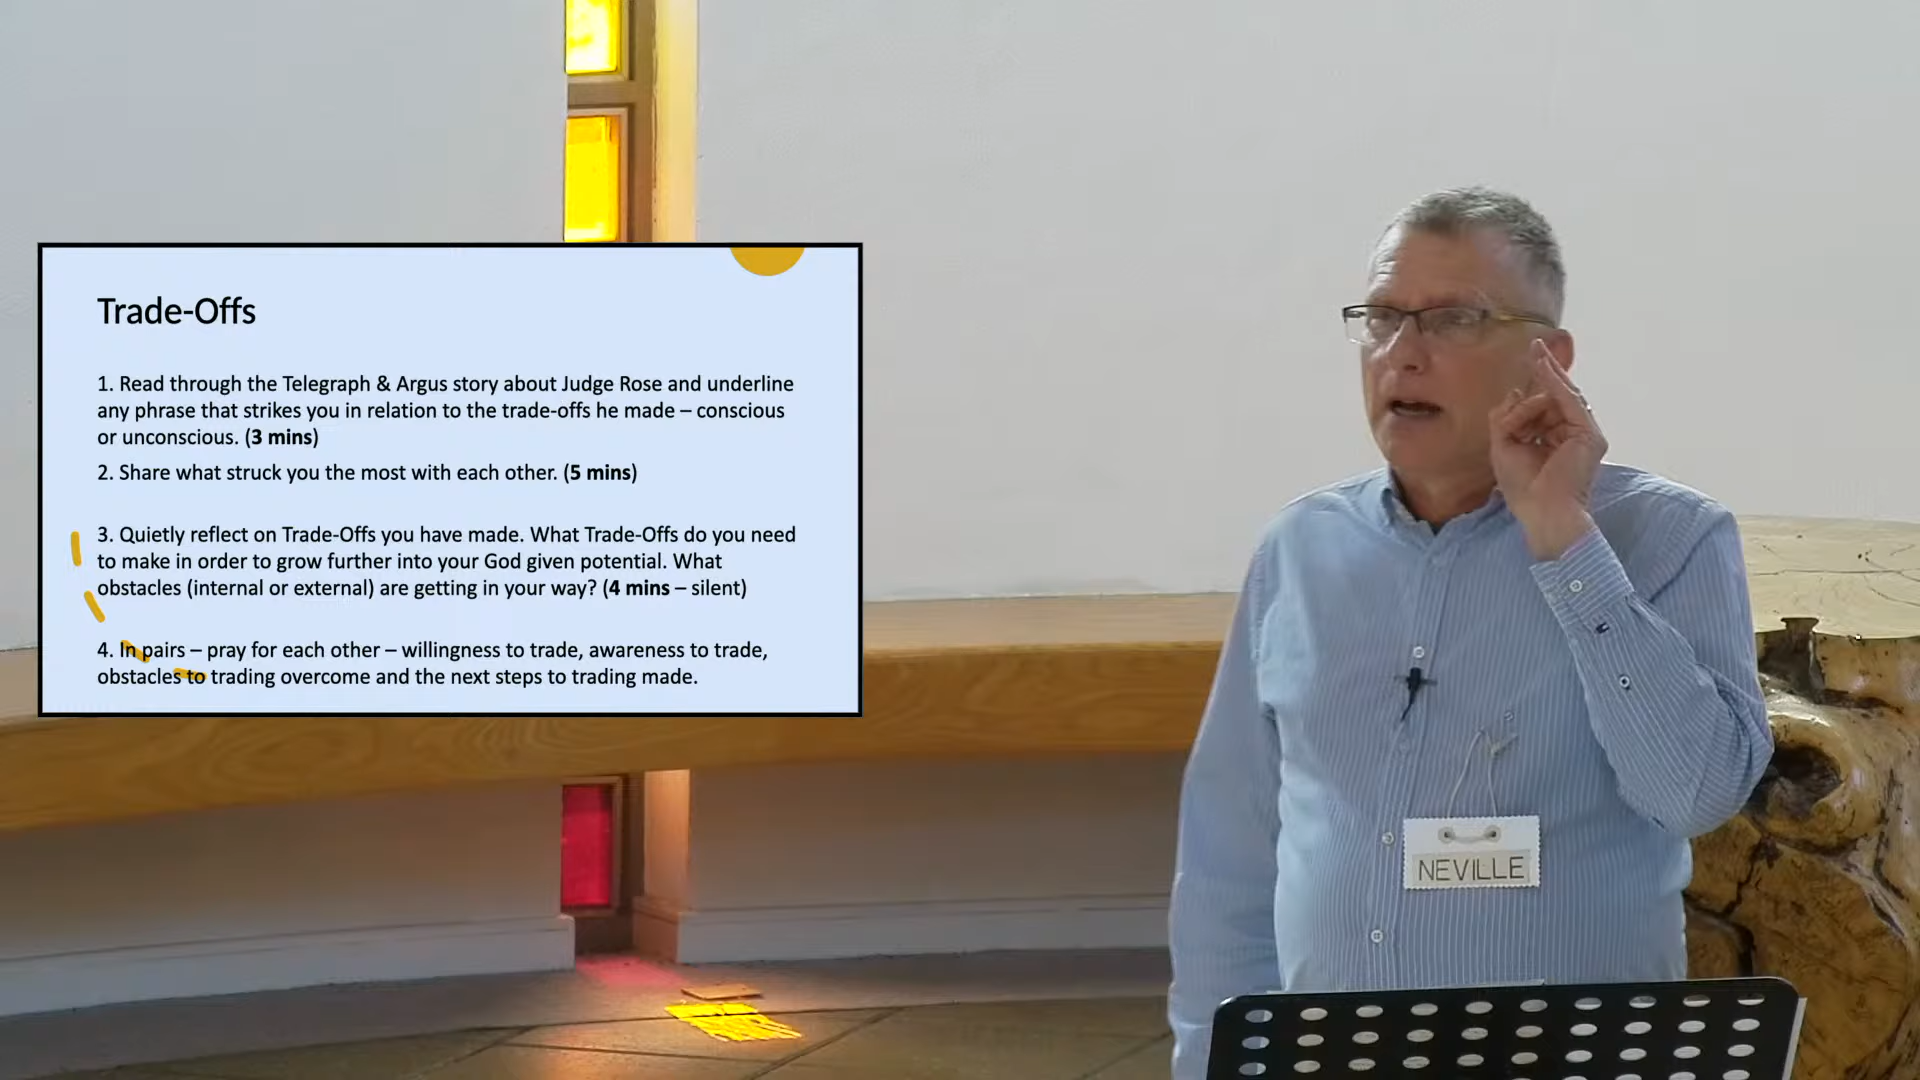 Trade-Offs
1. Read through the Telegraph & Argus story about Judge Rose and underline
any phrase that strikes you in relation to the trade-offs he made – conscious
or unconscious. (3 mins)
2. Share what struck you the most with each other. (5 mins)
3. Quietly reflect on Trade-Offs you have made. What Trade-Offs do you need
to make in order to grow further into your God given potential. What
obstacles (internal or external) are getting in your way? (4 mins – silent)
4. In pairs – pray for each other – willingness to trade, awareness to trade,
obstacles to trading overcome and the next steps to trading made.
NEVILLE